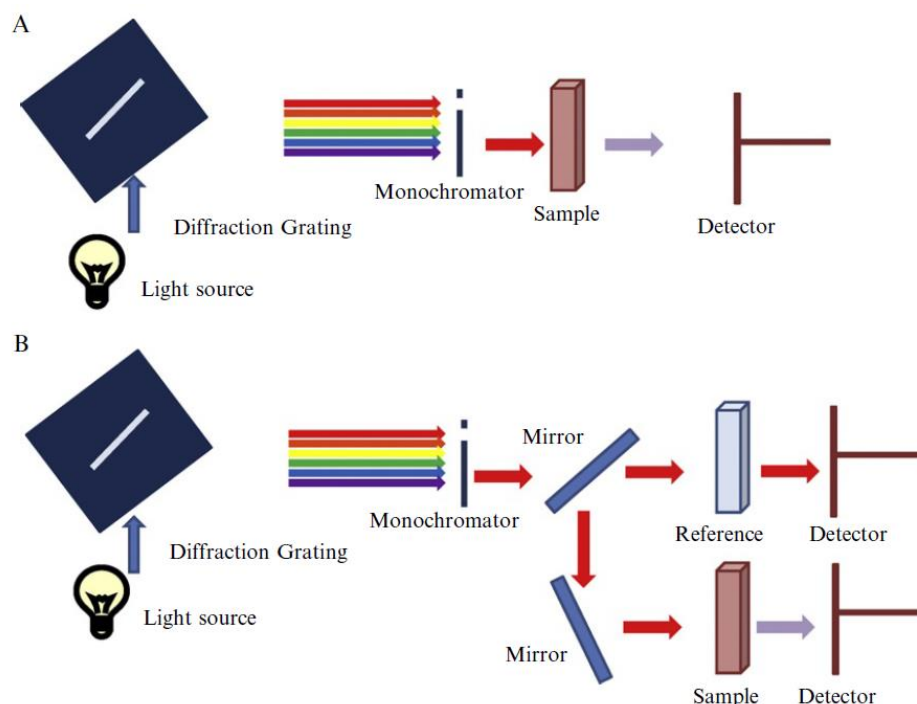 A
Monochromator
Sample
Detector
Diffraction Grating
Light source
B
Mirror
Monochromator
Reference
Detector
Diffraction Grating
Light source
Mirror
Sample
Detector